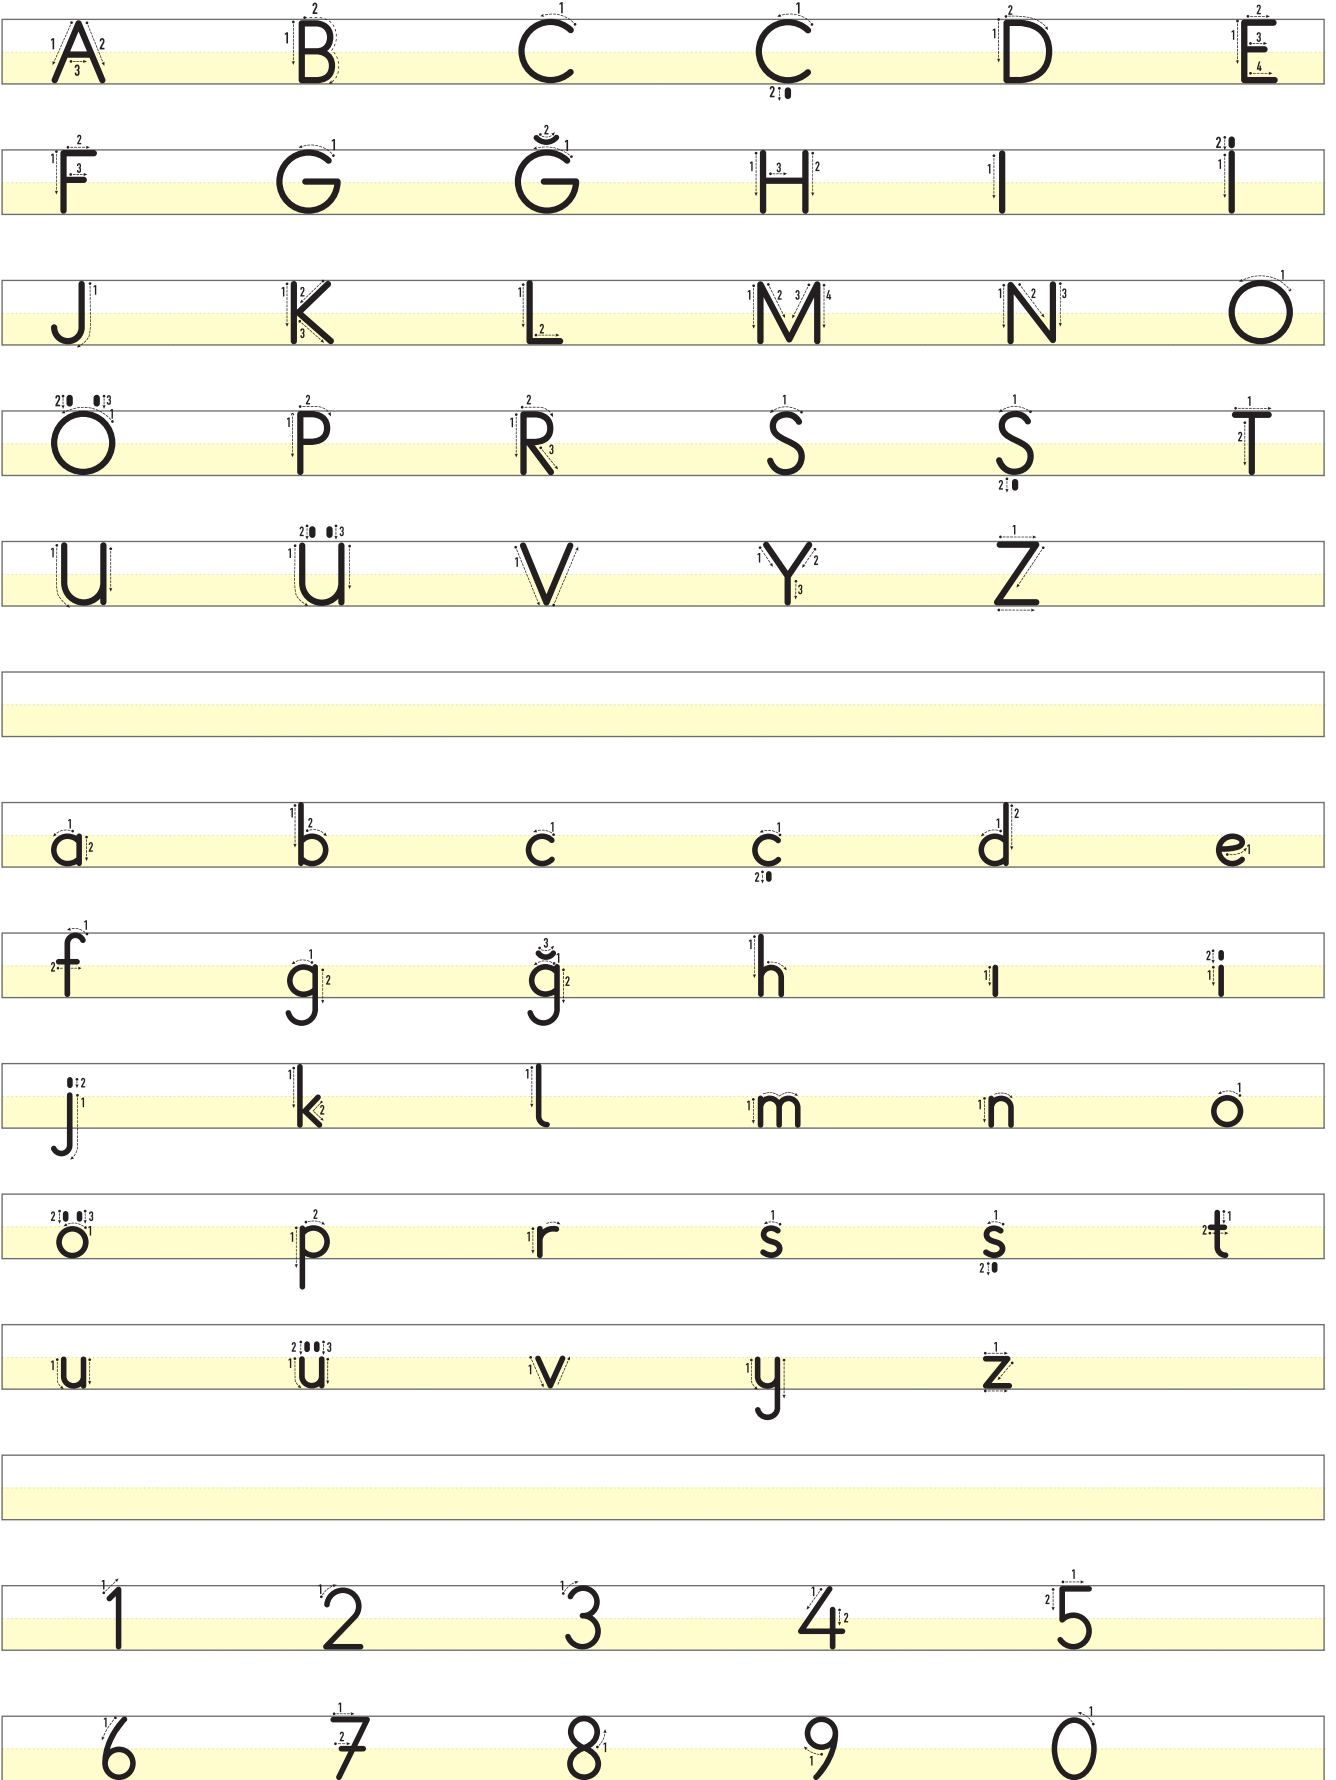 A B C Ç D E
F G Ğ H I İ
J K L M N O
Ö P R S Ş T
U Ü V Y Z
a b c ç d e
f g ğ h ı i
j k l m n o
ö p r s ş t
u ü v y z
1 2 3 4 5
6 7 8 9 0